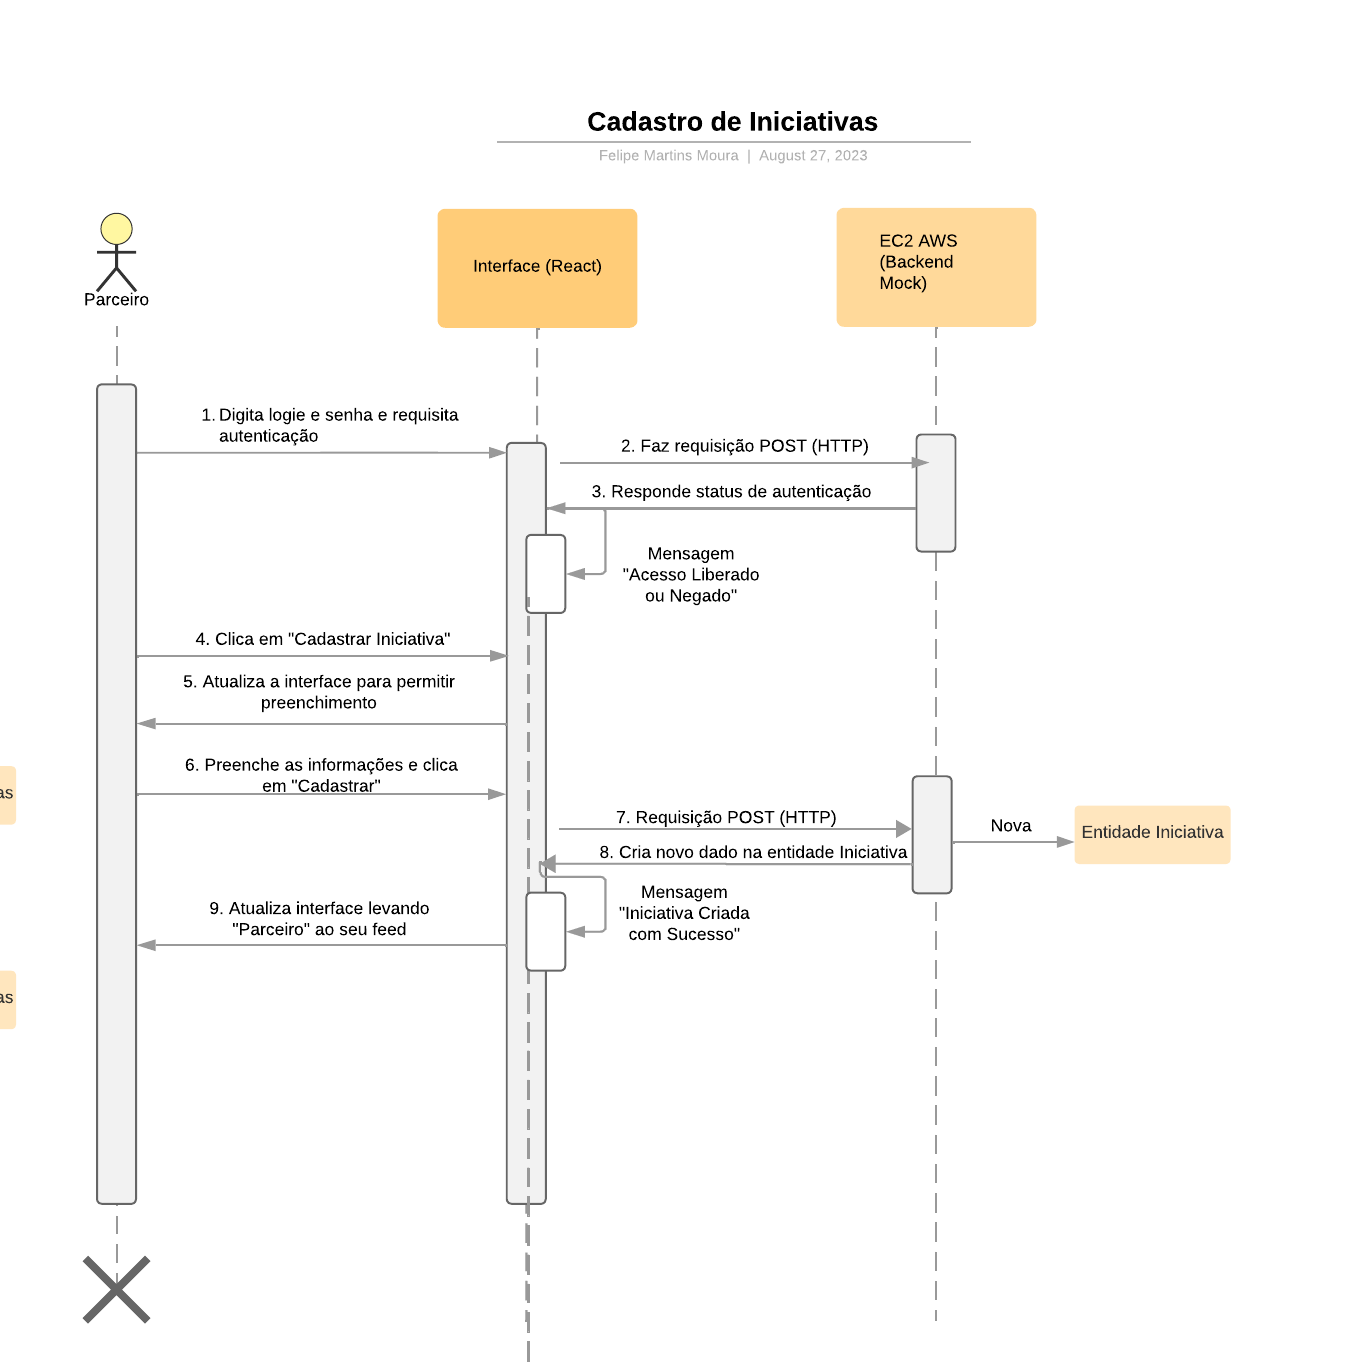 Cadastro de Iniciativas
Felipe Martins Moura | August 27, 2023
Parceiro
Interface (React)
EC2 AWS
(Backend
Mock)
1. Digita logie e senha e requisita
autenticação
2. Faz requisição POST (HTTP)
3. Responde status de autenticação
Mensagem
"Acesso Liberado
ou Negado"
4. Clica em "Cadastrar Iniciativa"
5. Atualiza a interface para permitir
preenchimento
6. Preenche as informações e clica
em "Cadastrar"
as
7. Requisição POST (HTTP)
Nova
Entidade Iniciativa
8. Cria novo dado na entidade Iniciativa
Mensagem
"Iniciativa Criada
com Sucesso"
9. Atualiza interface levando
"Parceiro" ao seu feed
as